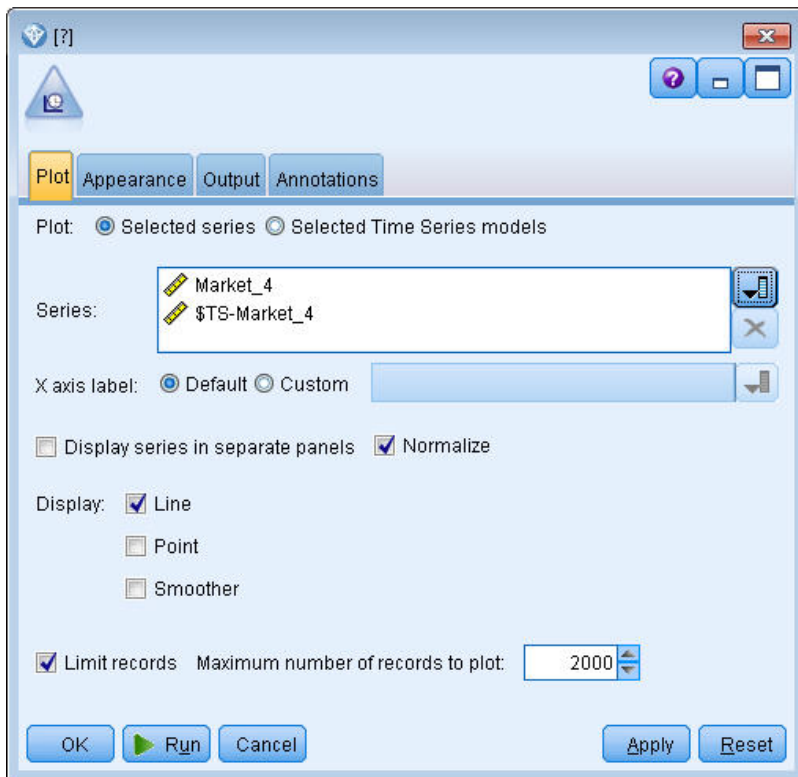 [?]
Plot Appearance Output Annotations
Plot: Selected series Selected Time Series models
Series:
Market_4
$TS-Market_4
X axis label: Default Custom
Display series in separate panels Normalize
Display: Line
Point
Smoother
Limit records Maximum number of records to plot: 2000
OK Run Cancel Apply Reset